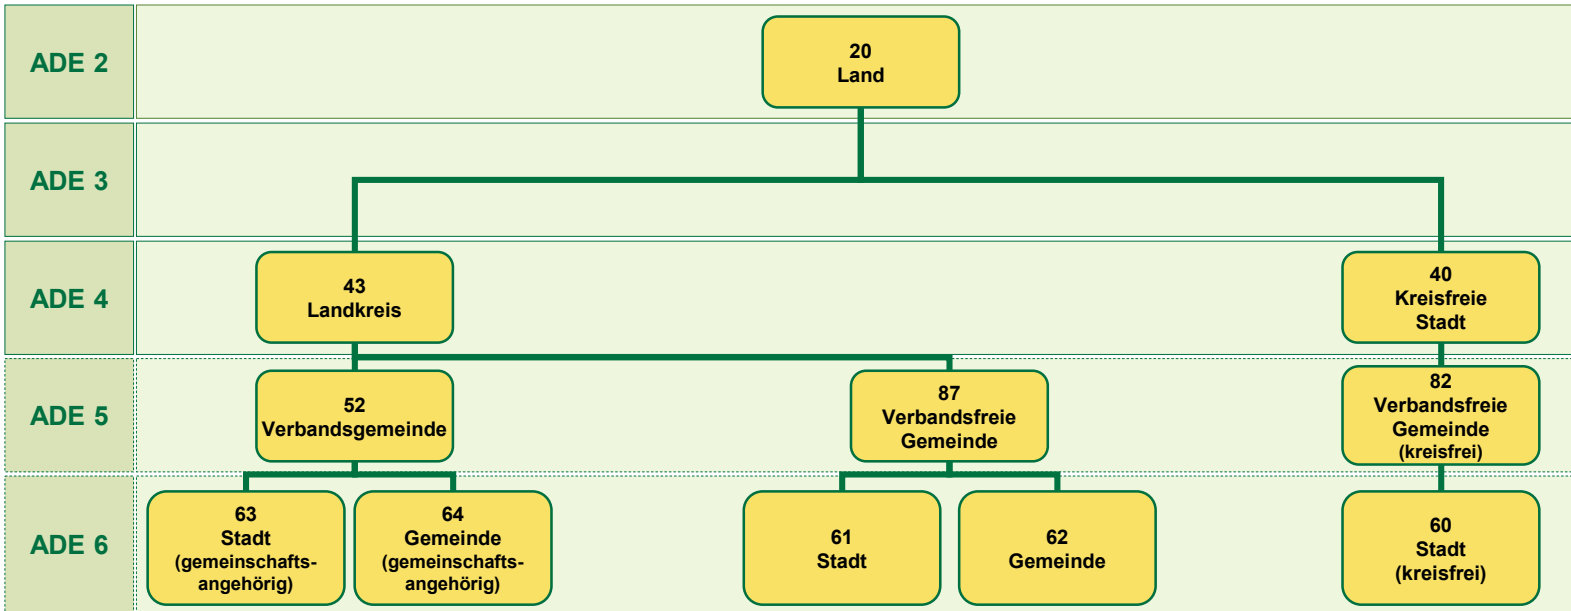 ADE 2
20
Land
ADE 3
ADE 4
43
Landkreis
40
Kreisfreie
Stadt
ADE 5
52
Verbandsgemeinde
87
Verbandsfreie
Gemeinde
82
Verbandsfreie
Gemeinde
(kreisfrei)
ADE 6
63
Stadt
(gemeinschafts-
angehörig)
64
Gemeinde
(gemeinschafts-
angehörig)
61
Stadt
62
Gemeinde
60
Stadt
(kreisfrei)